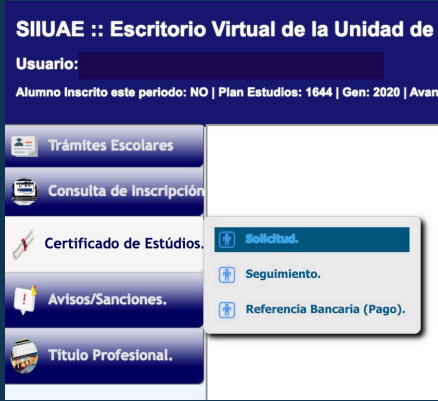 SIIUAE :: Escritorio Virtual de la Unidad de
Usuario:
Alumno Inscrito este periodo: NO | Plan Estudios: 1644 | Gen: 2020 | Avan
Trámites Escolares
Consulta de Inscripción
Certificado de Estúdios.
Avisos/Sanciones.
Título Profesional.
Solicitud.
Seguimiento.
Referencia Bancaria (Pago).